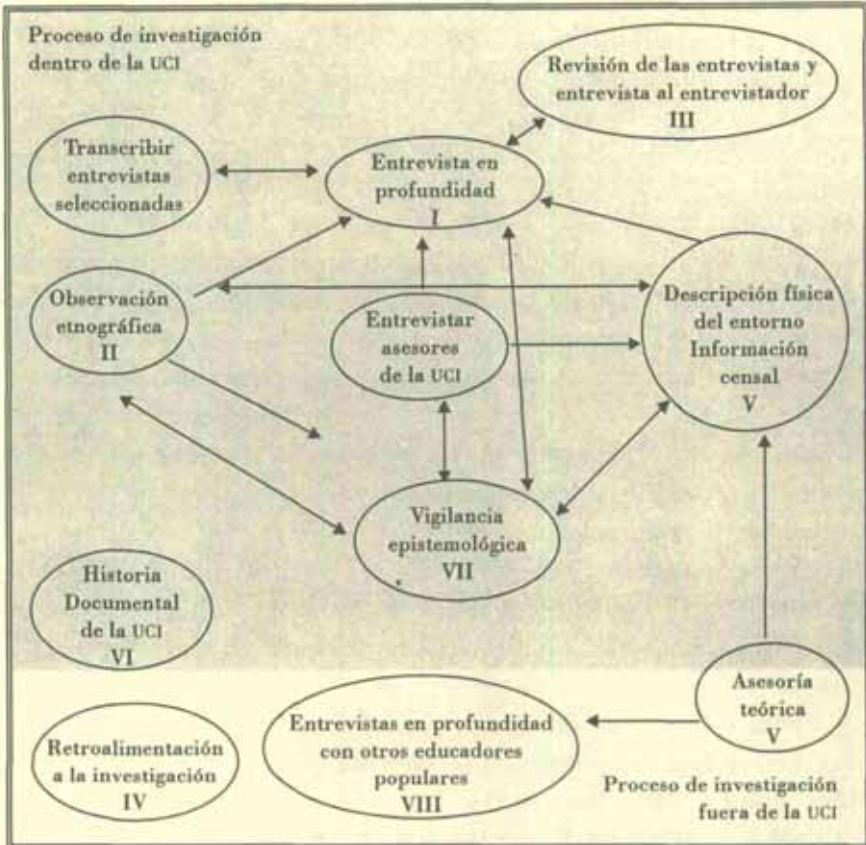 Proceso de investigación
dentro de la UCI
Revisión de las entrevistas y
entrevista al entrevistador
III
Transcribir
entrevistas
seleccionadas
Entrevista en
profundidad
I
Observación
etnográfica
II
Entrevistar
asesores
de la UCI
Descripción física
del entorno
Información
censal
V
Vigilancia
epistemológica
VII
Historia
Documental
de la UCI
VI
Asesoría
teórica
V
Retroalimentación
a la investigación
IV
Entrevistas en profundidad
con otros educadores
populares
VIII
Proceso de investigación
fuera de la UCI